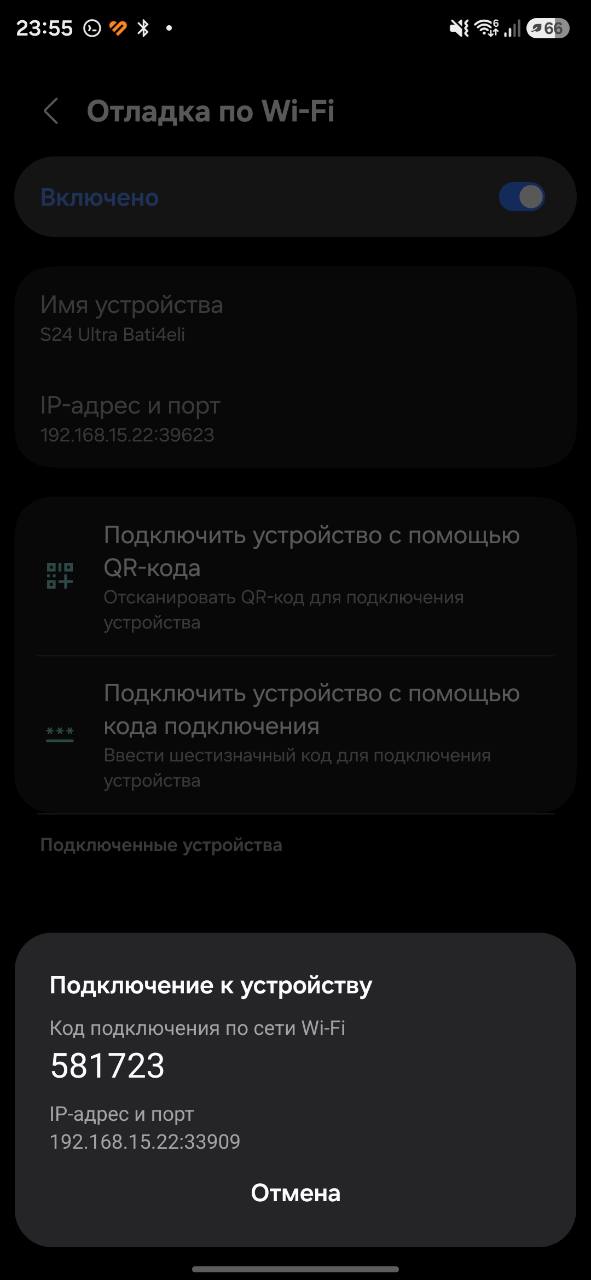 23:55
66
Отладка по Wi-Fi
Включено
Имя устройства
S24 Ultra Bati4eli
IP-адрес и порт
192.168.15.22:39623
Подключить устройство с помощью
QR-кода
Отсканировать QR-код для подключения
устройства
Подключить устройство с помощью
кода подключения
Ввести шестизначный код для подключения
устройства
Подключенные устройства
Подключение к устройству
Код подключения по сети Wi-Fi
581723
IP-адрес и порт
192.168.15.22:33909
Отмена